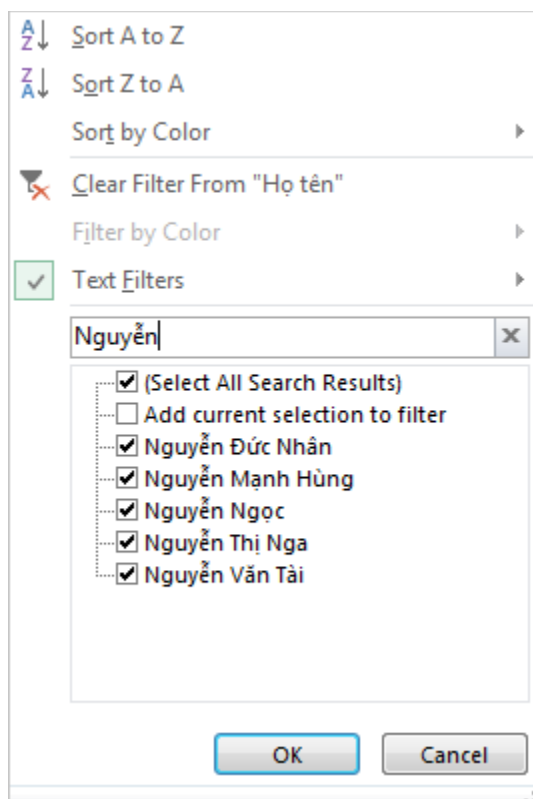 Sort A to Z
Sort Z to A
Sort by Color
Clear Filter From "Họ tên"
Filter by Color
Text Filters
Nguyễn
(Select All Search Results)
Add current selection to filter
Nguyễn Đức Nhân
Nguyễn Mạnh Hùng
Nguyễn Ngọc
Nguyễn Thị Nga
Nguyễn Văn Tài
OK Cancel